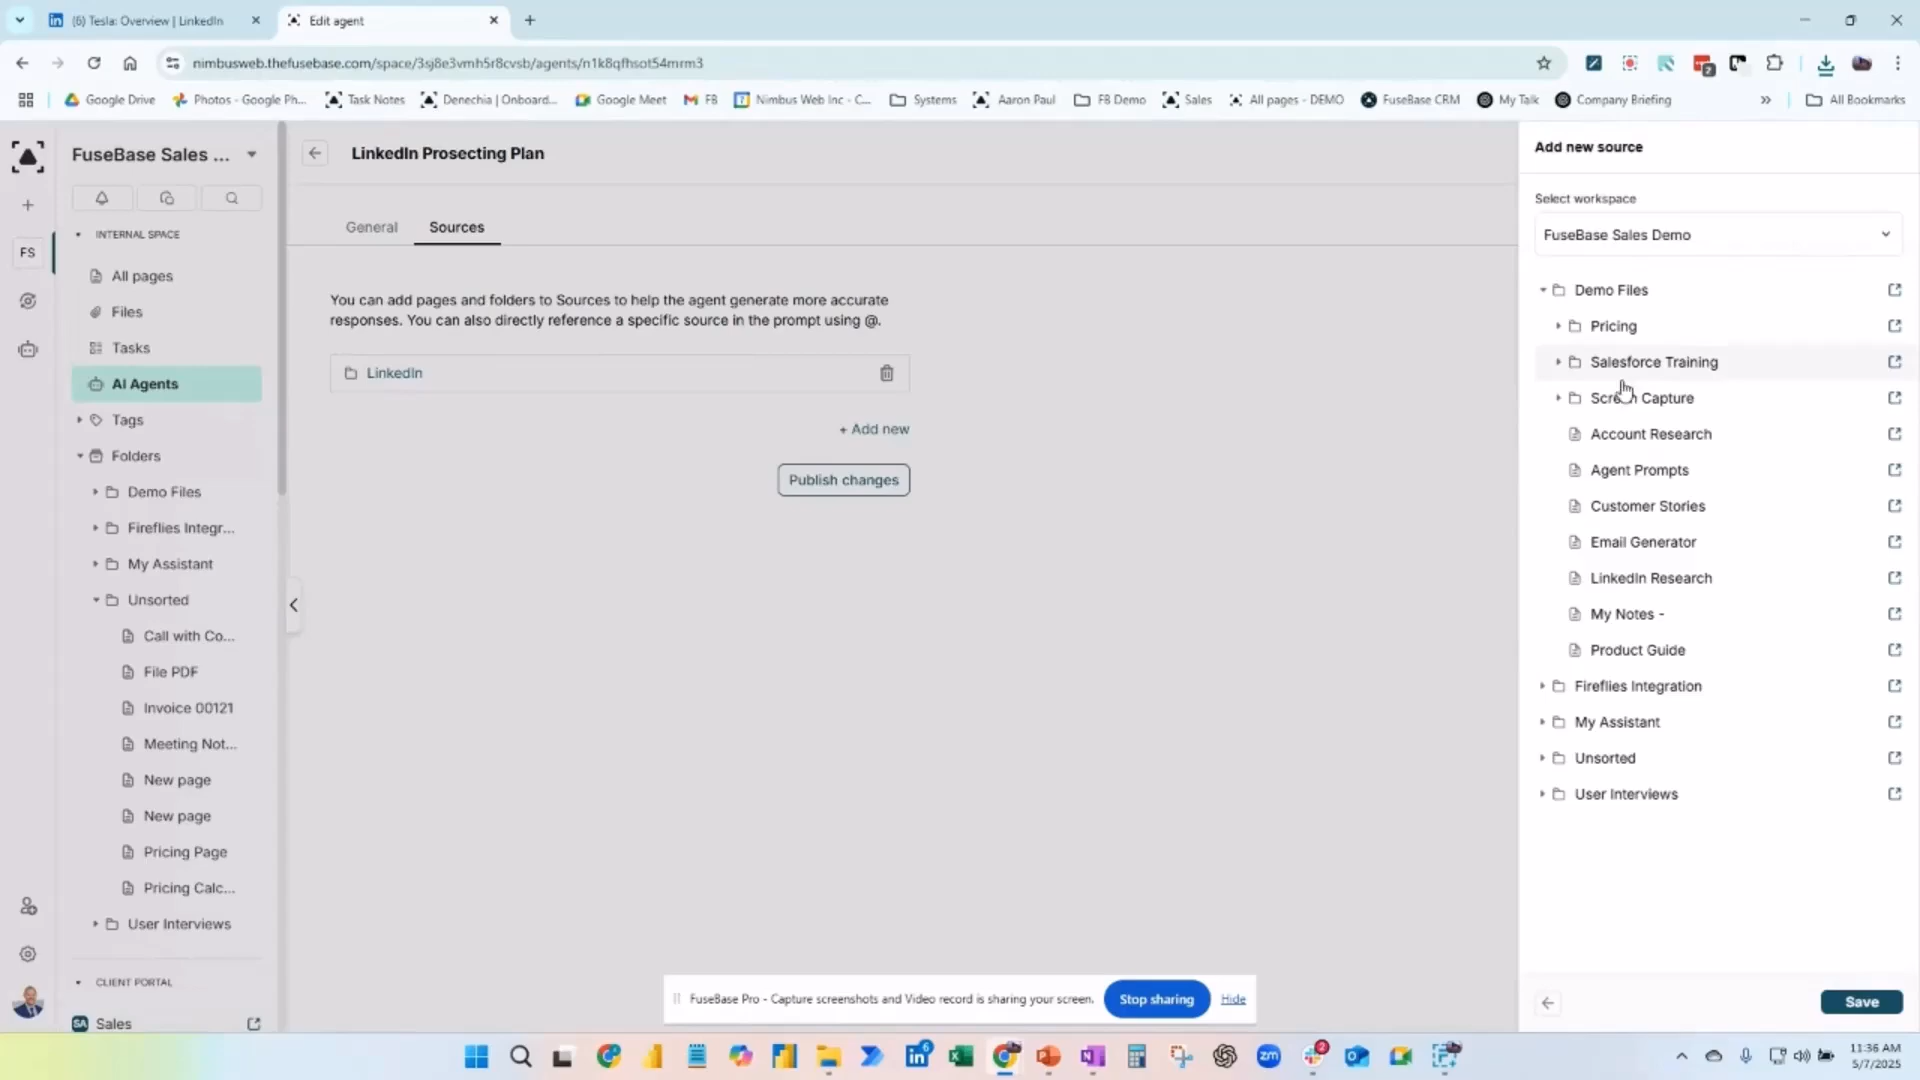 (6) Tesla: Overview | LinkedIn
Edit agent
nimbusweb.thefusebase.com/space/3sj8e3vmh5r8cvsb/agents/n1k8qfhsot54mrm3
2
Google Drive
Photos - Google Ph...
Task Notes
Denechia | Onboard...
Google Meet
FB
7
Nimbus Web Inc - C...
Systems
Aaron Paul
FB Demo
Sales
All pages - DEMO
FuseBase CRM
My Talk
Company Briefing
All Bookmarks
FuseBase Sales ...
FS
INTERNAL SPACE
All pages
Files
Tasks
AI Agents
Tags
Folders
Demo Files
Fireflies Integr...
My Assistant
Unsorted
Call with Co...
File PDF
Invoice 00121
Meeting Not...
New page
New page
Pricing Page
Pricing Calc...
User Interviews
CLIENT PORTAL
SA Sales
LinkedIn Prosecting Plan
General
Sources
You can add pages and folders to Sources to help the agent generate more accurate
responses. You can also directly reference a specific source in the prompt using @.
LinkedIn
+ Add new
Publish changes
Add new source
Select workspace
FuseBase Sales Demo
Demo Files
Pricing
Salesforce Training
Screen Capture
Account Research
Agent Prompts
Customer Stories
Email Generator
LinkedIn Research
My Notes -
Product Guide
Fireflies Integration
My Assistant
Unsorted
User Interviews
Save
FuseBase Pro - Capture screenshots and Video record is sharing your screen.
Stop sharing
Hide
6
zm
2
11:36 AM
5/7/2025